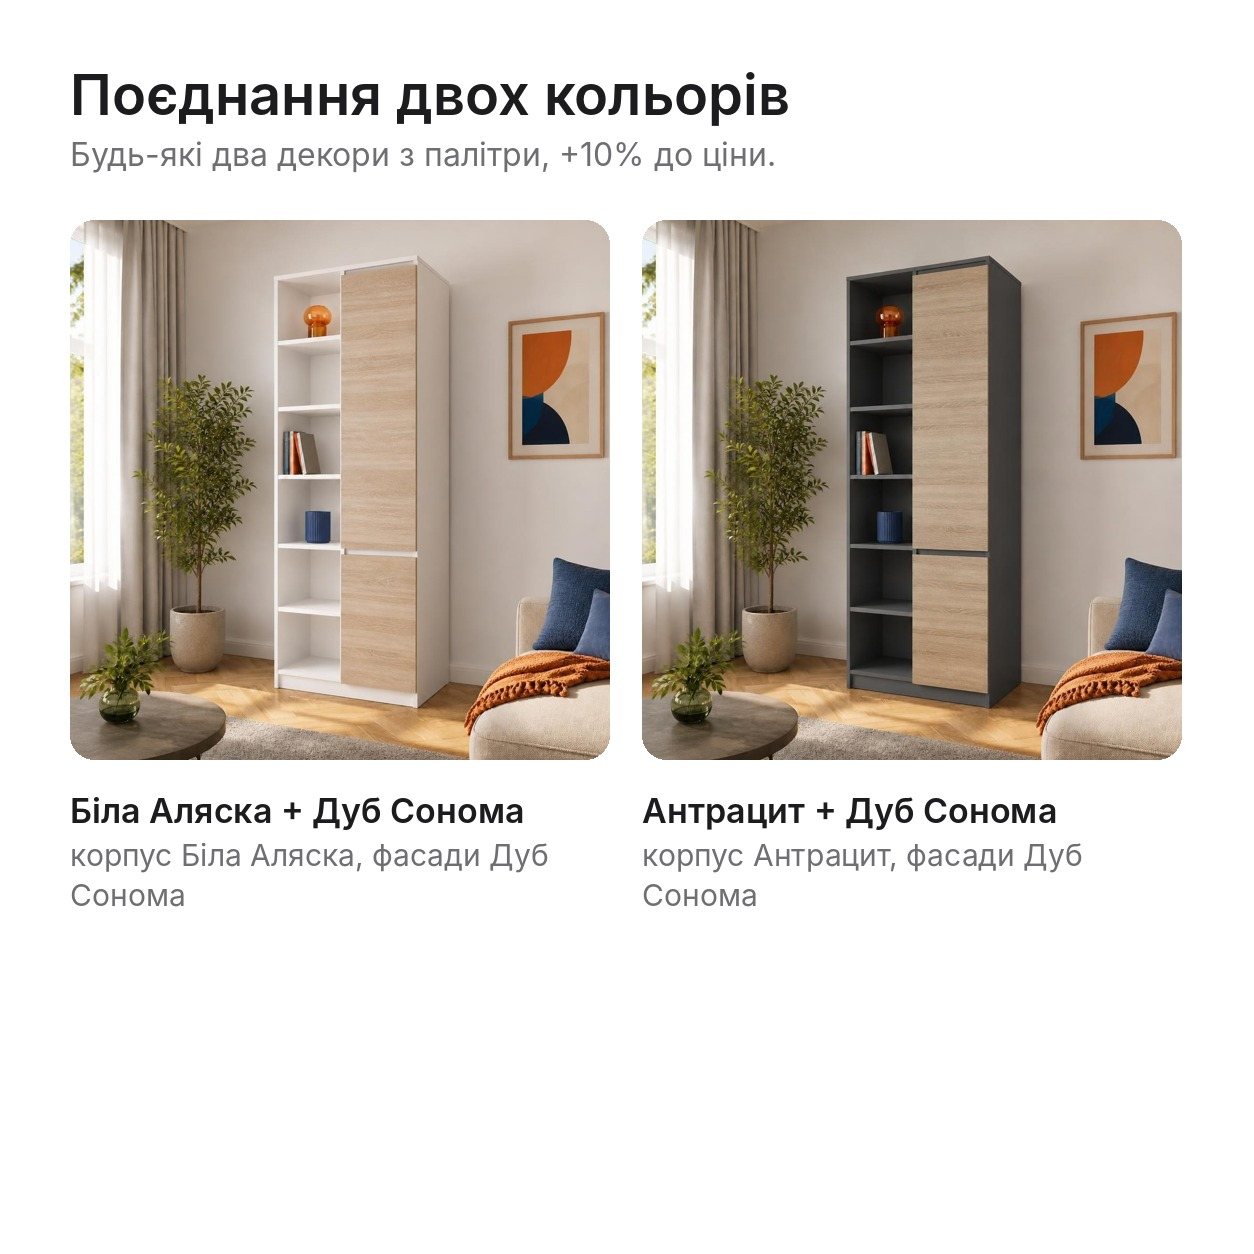 Поєднання двох кольорів
Будь-які два декори з палітри, +10% до ціни.
Біла Аляска + Дуб Сонома
корпус Біла Аляска, фасади Дуб
Сонома
Антрацит + Дуб Сонома
корпус Антрацит, фасади Дуб
Сонома